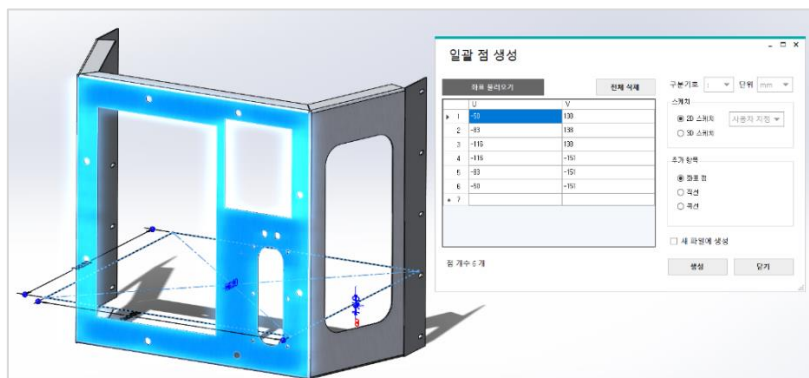 일괄 점 생성
좌표 불러오기
전체 삭제
구분기호 : 단위 mm
U V
1 -50 138
2 -83 138
3 -116 138
4 -116 -151
5 -83 -151
6 -50 -151
7
스케치
2D 스케치 사용자 지정
3D 스케치
추가 항목
좌표 점
직선
곡선
새 파일에 생성
점 개수 6 개
생성 닫기